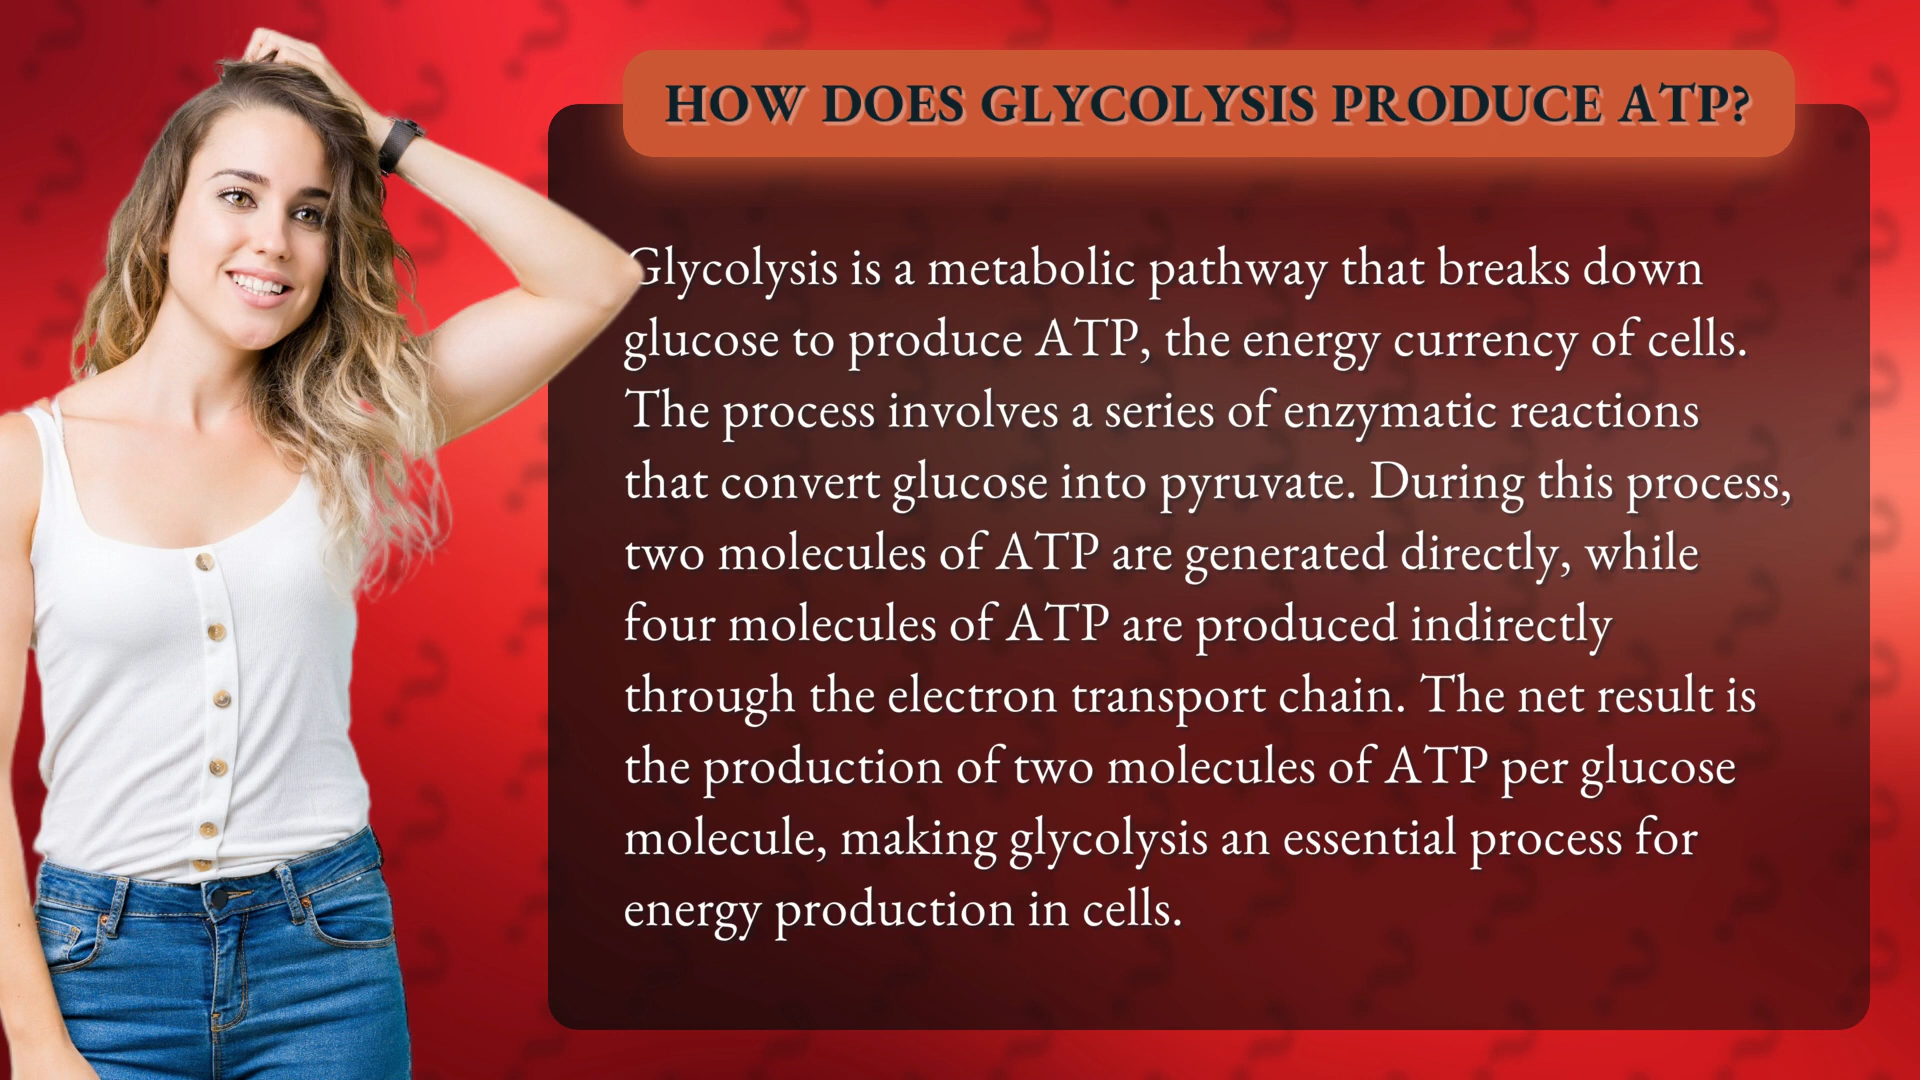 HOW DOES GLYCOLYSIS PRODUCE ATP?
Glycolysis is a metabolic pathway that breaks down
glucose to produce ATP, the energy currency of cells.
The process involves a series of enzymatic reactions
that convert glucose into pyruvate. During this process,
two molecules of ATP are generated directly, while
four molecules of ATP are produced indirectly
through the electron transport chain. The net result is
the production of two molecules of ATP per glucose
molecule, making glycolysis an essential process for
energy production in cells.